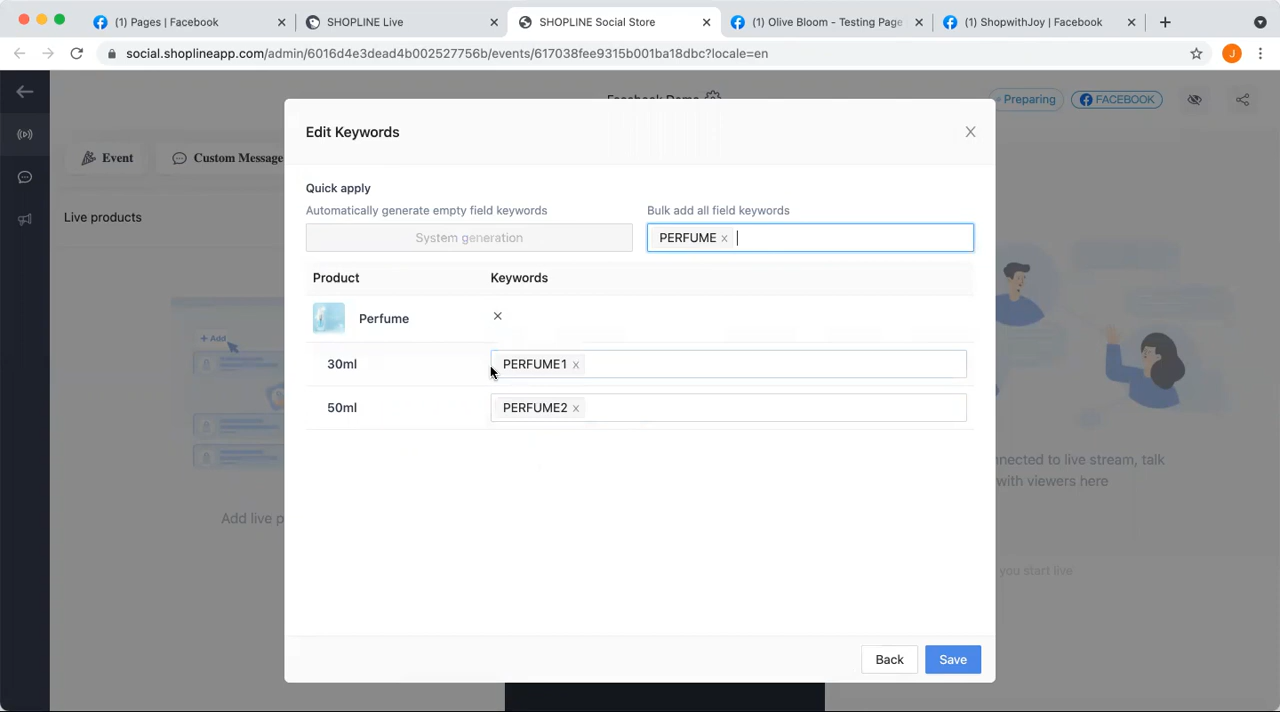 (1) Pages | Facebook
SHOPLINE Live
SHOPLINE Social Store
(1) Olive Bloom - Testing Page
(1) ShopwithJoy | Facebook
social.shoplineapp.com/admin/6016d4e3dead4b002527756b/events/617038fee9315b001ba18dbc?locale=en
J
Facebook Demo
Preparing
FACEBOOK
Event
Custom Message
Live products
+ Add
Add live p
Edit Keywords
Quick apply
Automatically generate empty field keywords
Bulk add all field keywords
System generation
PERFUME ×
Product
Keywords
Perfume
×
30ml
PERFUME1 ×
50ml
PERFUME2 ×
nnected to live stream, talk
with viewers here
you start live
Back
Save